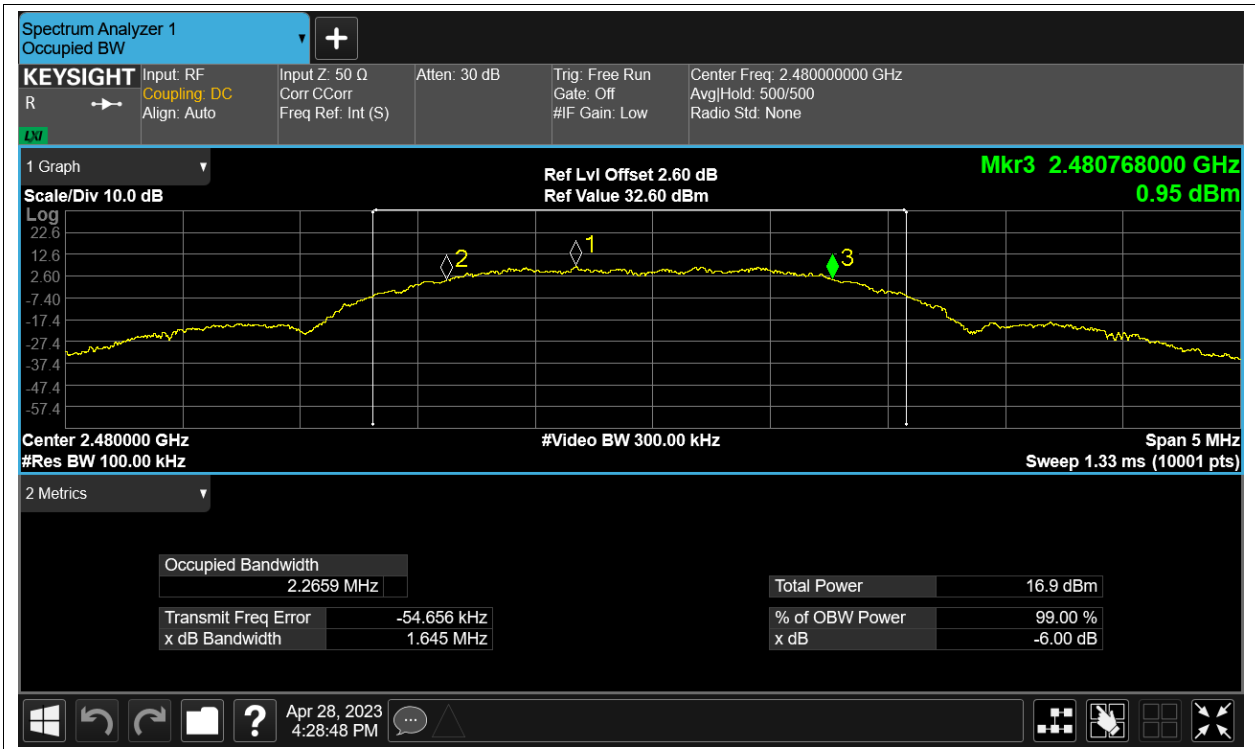 Spectrum Analyzer 1
Occupied BW
KEYSIGHT
R
LXI
Input: RF
Coupling: DC
Align: Auto
Input Z: 50 Ω
Corr CCorr
Freq Ref: Int (S)
Atten: 30 dB
Trig: Free Run
Gate: Off
#IF Gain: Low
Center Freq: 2.480000000 GHz
Avg|Hold: 500/500
Radio Std: None
1 Graph
Scale/Div 10.0 dB
Ref Lvl Offset 2.60 dB
Ref Value 32.60 dBm
Mkr3 2.480768000 GHz
0.95 dBm
Log
22.6
12.6
2.60
-7.40
-17.4
-27.4
-37.4
-47.4
-57.4
2
1
3
Center 2.480000 GHz
#Res BW 100.00 kHz
#Video BW 300.00 kHz
Span 5 MHz
Sweep 1.33 ms (10001 pts)
2 Metrics
Occupied Bandwidth
2.2659 MHz
Transmit Freq Error -54.656 kHz
x dB Bandwidth 1.645 MHz
Total Power 16.9 dBm
% of OBW Power 99.00 %
x dB -6.00 dB
?
Apr 28, 2023
4:28:48 PM